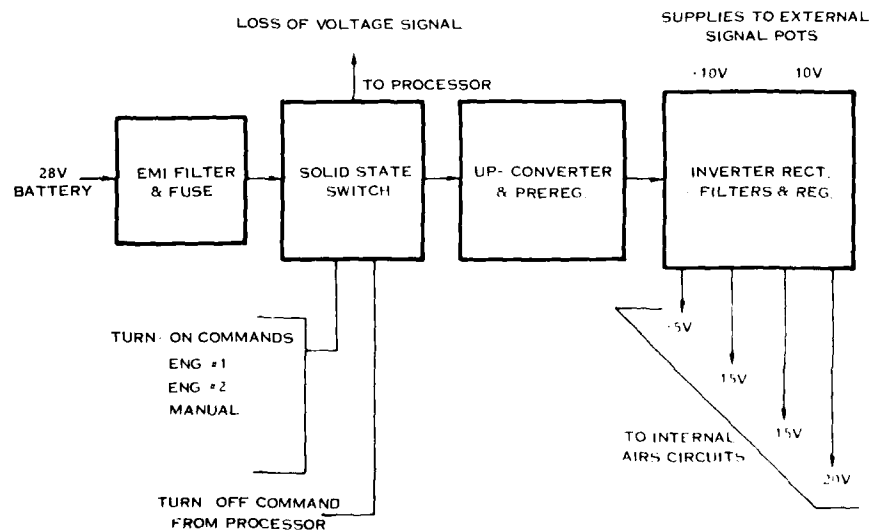 LOSS OF VOLTAGE SIGNAL
TO PROCESSOR
SUPPLIES TO EXTERNAL
SIGNAL POTS
·10V 10V
28V
BATTERY
EMI FILTER
& FUSE
SOLID STATE
SWITCH
UP- CONVERTER
& PREREG.
INVERTER RECT.
FILTERS & REG.
TURN- ON COMMANDS
ENG #1
ENG #2
MANUAL
TURN OFF COMMAND
FROM PROCESSOR
·5V
15V
15V
20V
TO INTERNAL
AIRS CIRCUITS